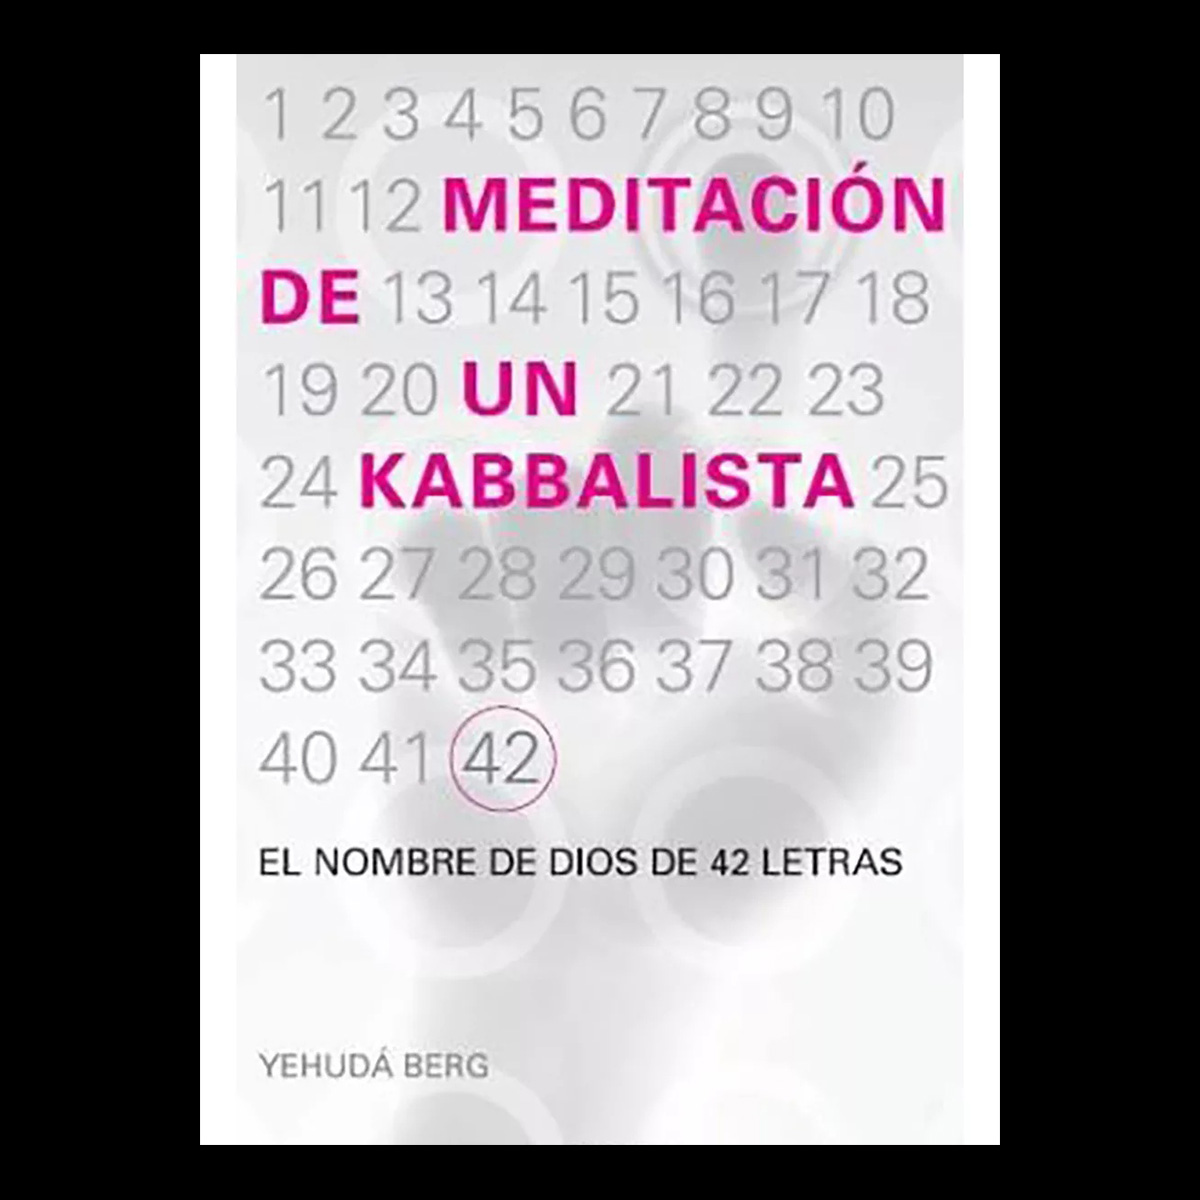 1 2 3 4 5 6 7 8 9 10
11 12 MEDITACIÓN
DE 13 14 15 16 17 18
19 20 UN 21 22 23
24 KABBALISTA 25
26 27 28 29 30 31 32
33 34 35 36 37 38 39
40 41 42
EL NOMBRE DE DIOS DE 42 LETRAS
YEHUDÁ BERG